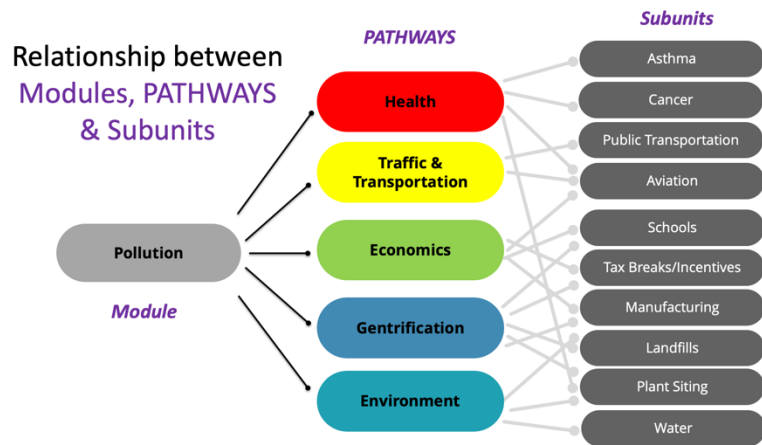 Relationship between
Modules, PATHWAYS
& Subunits
Pollution
Module
PATHWAYS
Health
Traffic &
Transportation
Economics
Gentrification
Environment
Subunits
Asthma
Cancer
Public Transportation
Aviation
Schools
Tax Breaks/Incentives
Manufacturing
Landfills
Plant Siting
Water